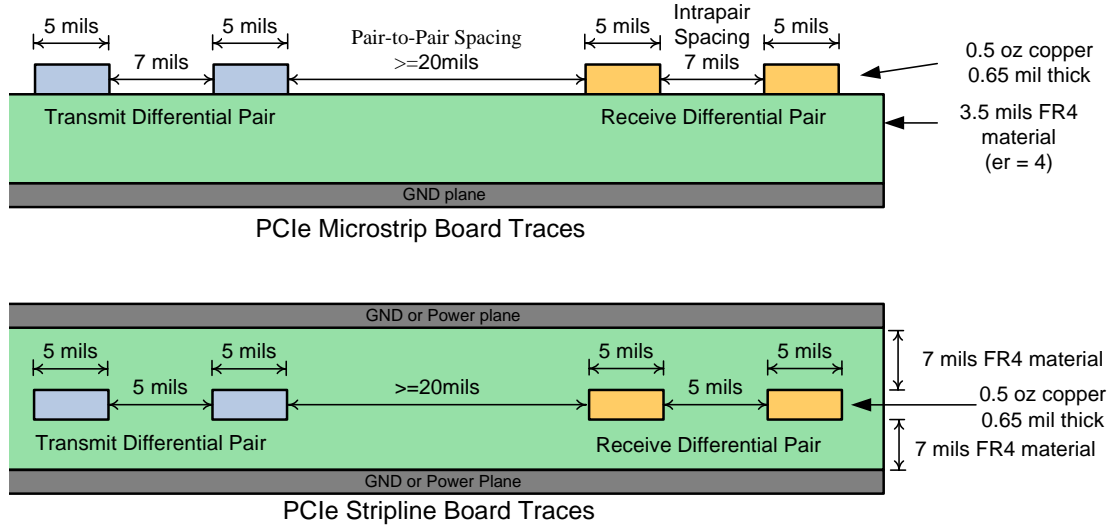 5 mils
5 mils
Pair-to-Pair Spacing
>=20mils
5 mils
Intrapair
Spacing
5 mils
7 mils
7 mils
0.5 oz copper
0.65 mil thick
Transmit Differential Pair
Receive Differential Pair
3.5 mils FR4
material
(er = 4)
GND plane
PCIe Microstrip Board Traces
GND or Power plane
5 mils
5 mils
5 mils
5 mils
7 mils FR4 material
5 mils
>=20mils
5 mils
0.5 oz copper
0.65 mil thick
Transmit Differential Pair
Receive Differential Pair
7 mils FR4 material
GND or Power Plane
PCIe Stripline Board Traces